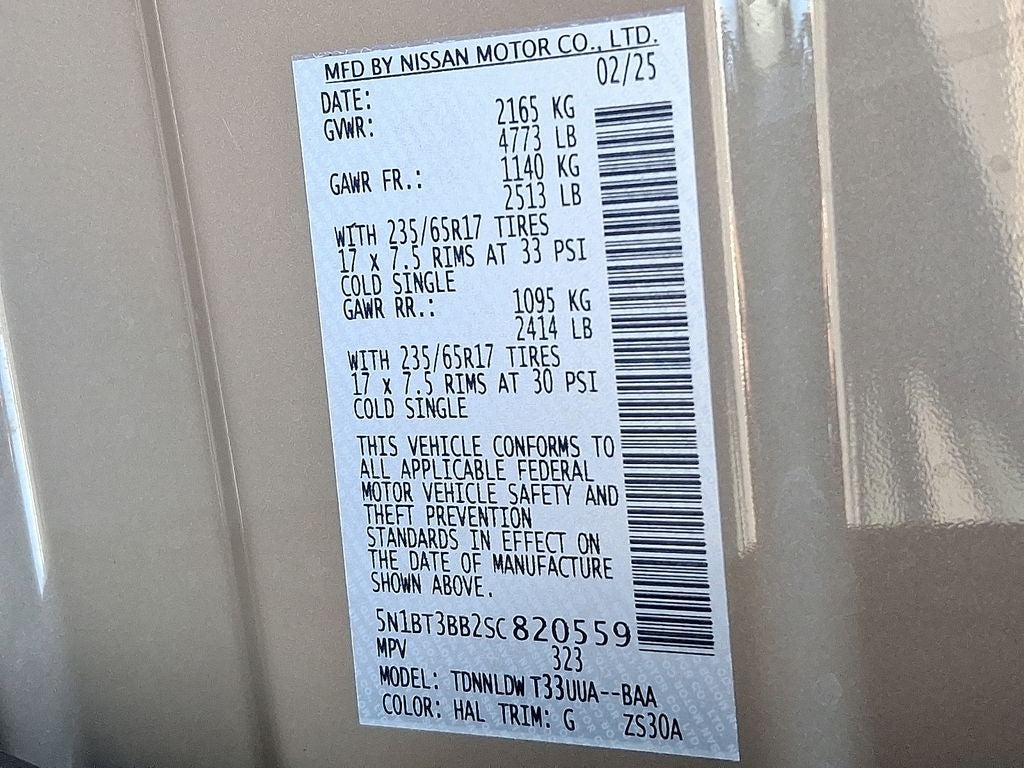 MFD BY NISSAN MOTOR CO., LTD.
DATE: 02/25
GVWR: 2165 KG
4773 LB
GAWR FR.: 1140 KG
2513 LB
WITH 235/65R17 TIRES
17 x 7.5 RIMS AT 33 PSI
COLD SINGLE
GAWR RR.: 1095 KG
2414 LB
WITH 235/65R17 TIRES
17 x 7.5 RIMS AT 30 PSI
COLD SINGLE
THIS VEHICLE CONFORMS TO
ALL APPLICABLE FEDERAL
MOTOR VEHICLE SAFETY AND
THEFT PREVENTION
STANDARDS IN EFFECT ON
THE DATE OF MANUFACTURE
SHOWN ABOVE.
5N1BT3BB2SC820559
MPV 323
MODEL: TDNNLDW T33UUA--BAA
COLOR: HAL TRIM: G ZS30A